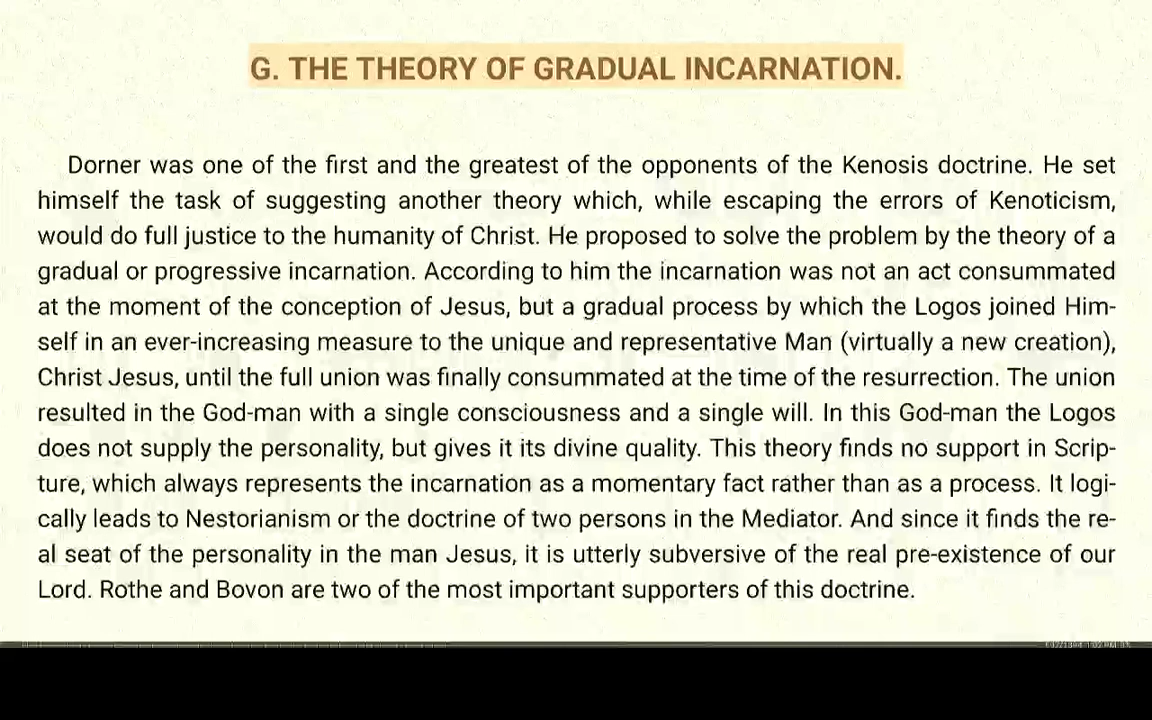 G. THE THEORY OF GRADUAL INCARNATION.
Dorner was one of the first and the greatest of the opponents of the Kenosis doctrine. He set
himself the task of suggesting another theory which, while escaping the errors of Kenoticism,
would do full justice to the humanity of Christ. He proposed to solve the problem by the theory of a
gradual or progressive incarnation. According to him the incarnation was not an act consummated
at the moment of the conception of Jesus, but a gradual process by which the Logos joined Him-
self in an ever-increasing measure to the unique and representative Man (virtually a new creation),
Christ Jesus, until the full union was finally consummated at the time of the resurrection. The union
resulted in the God-man with a single consciousness and a single will. In this God-man the Logos
does not supply the personality, but gives it its divine quality. This theory finds no support in Scrip-
ture, which always represents the incarnation as a momentary fact rather than as a process. It logi-
cally leads to Nestorianism or the doctrine of two persons in the Mediator. And since it finds the re-
al seat of the personality in the man Jesus, it is utterly subversive of the real pre-existence of our
Lord. Rothe and Bovon are two of the most important supporters of this doctrine.